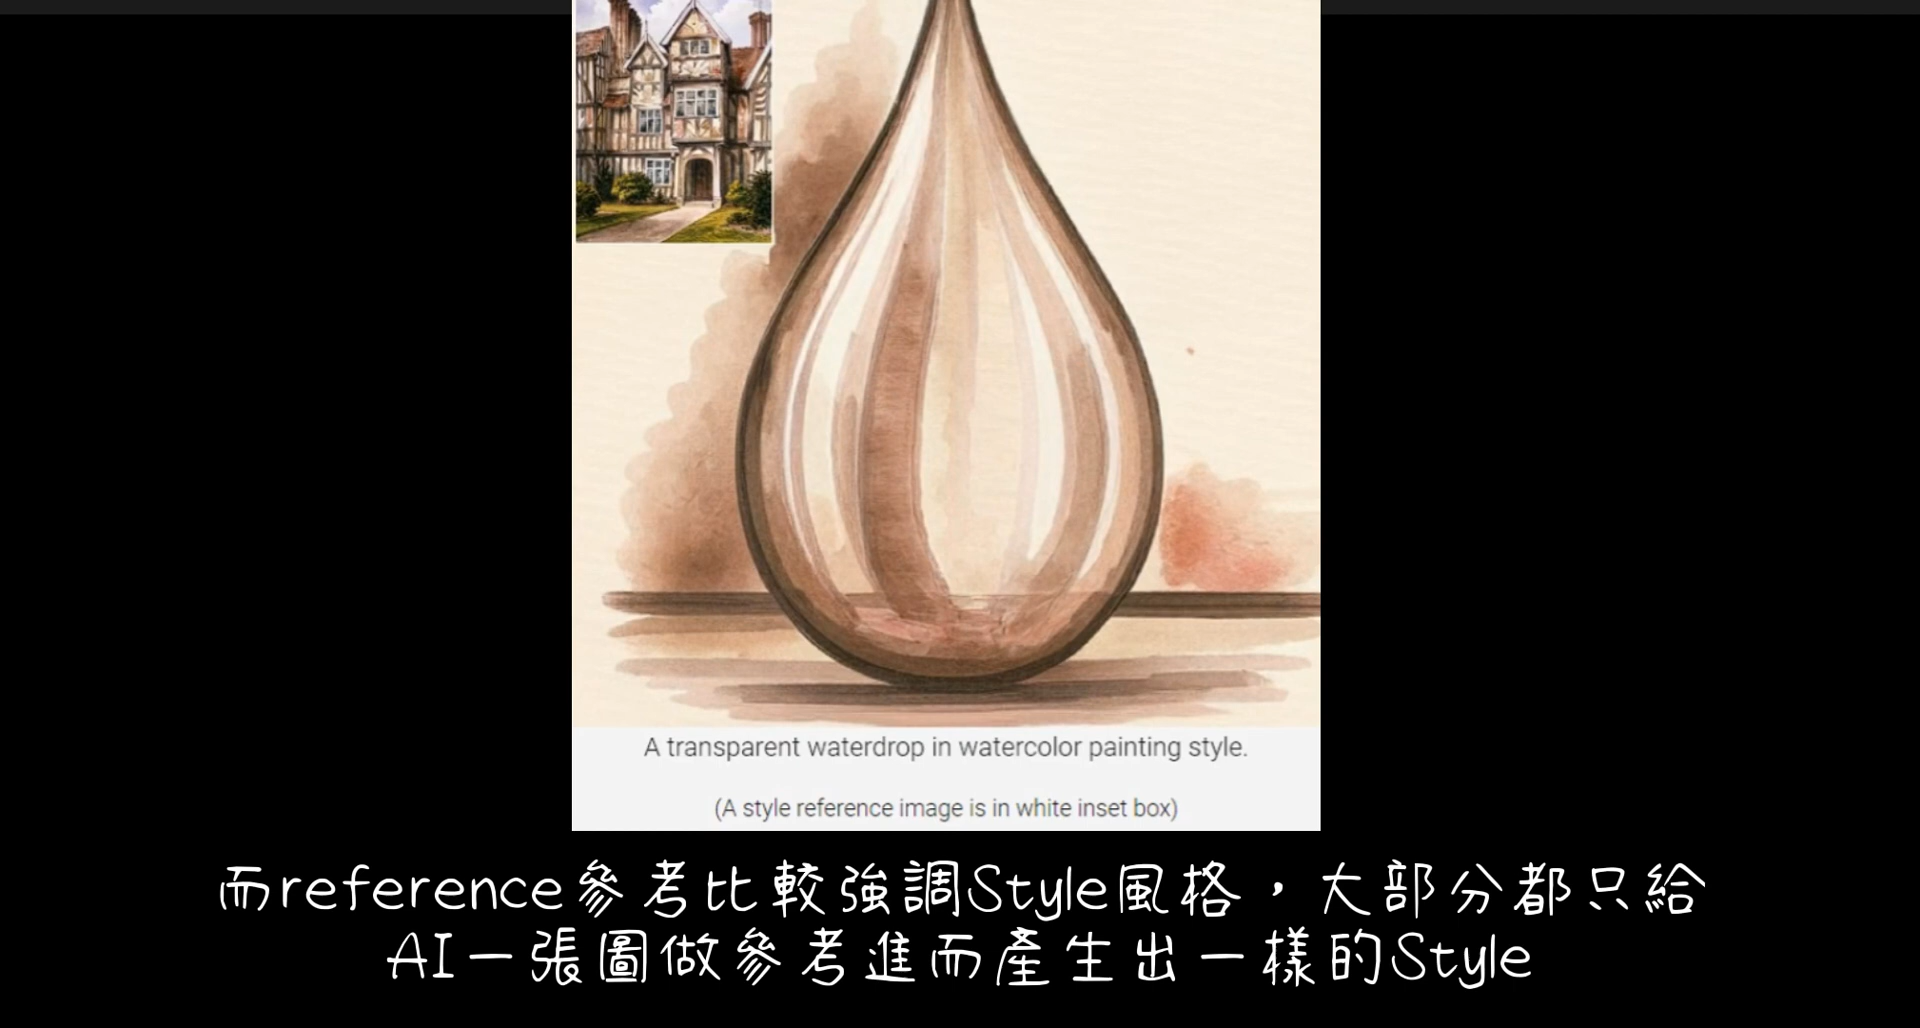 A transparent waterdrop in watercolor painting style.
(A style reference image is in white inset box)
而reference參考比較強調Style風格，大部分都只給
AI一張圖做參考進而產生出一樣的Style